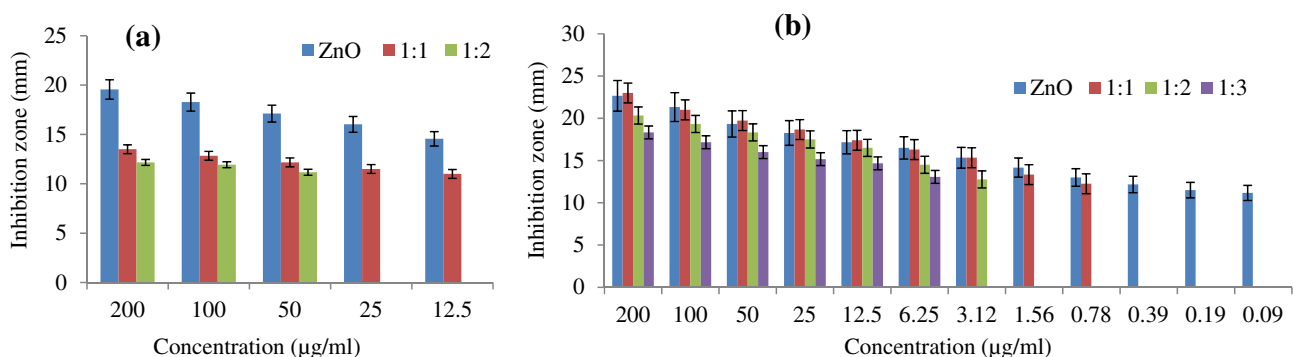 (a)
ZnO 1:1 1:2
Inhibition zone (mm)
25
20
15
10
5
0
200 100 50 25 12.5
Concentration (µg/ml)
(b)
ZnO 1:1 1:2 1:3
Inhibition zone (mm)
30
25
20
15
10
5
0
200 100 50 25 12.5 6.25 3.12 1.56 0.78 0.39 0.19 0.09
Concentration (µg/ml)